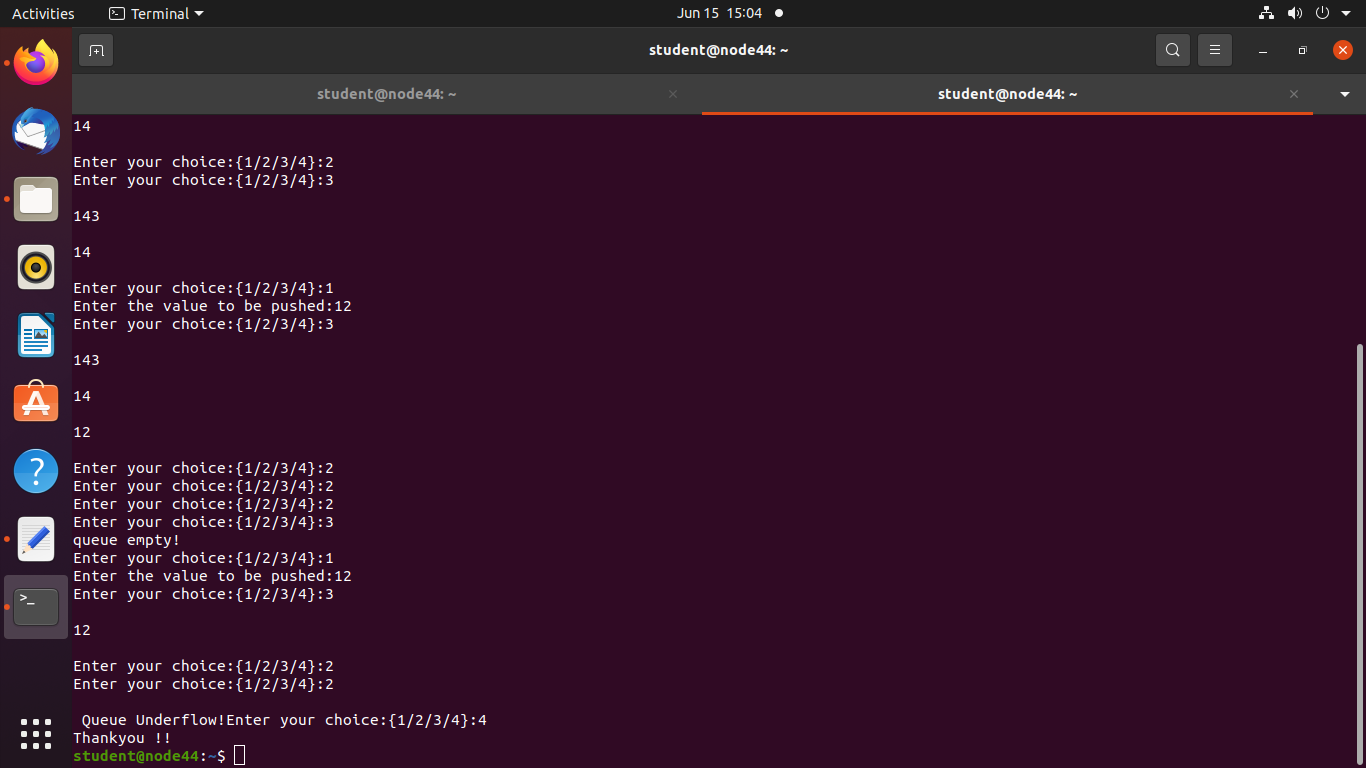 Activities
Terminal
Jun 15 15:04
student@node44: ~
student@node44: ~
student@node44: ~
14
Enter your choice:{1/2/3/4}:2
Enter your choice:{1/2/3/4}:3
143
14
Enter your choice:{1/2/3/4}:1
Enter the value to be pushed:12
Enter your choice:{1/2/3/4}:3
143
14
12
Enter your choice:{1/2/3/4}:2
Enter your choice:{1/2/3/4}:2
Enter your choice:{1/2/3/4}:2
Enter your choice:{1/2/3/4}:3
queue empty!
Enter your choice:{1/2/3/4}:1
Enter the value to be pushed:12
Enter your choice:{1/2/3/4}:3
12
Enter your choice:{1/2/3/4}:2
Enter your choice:{1/2/3/4}:2
Queue Underflow!Enter your choice:{1/2/3/4}:4
Thankyou !!
student@node44:~$